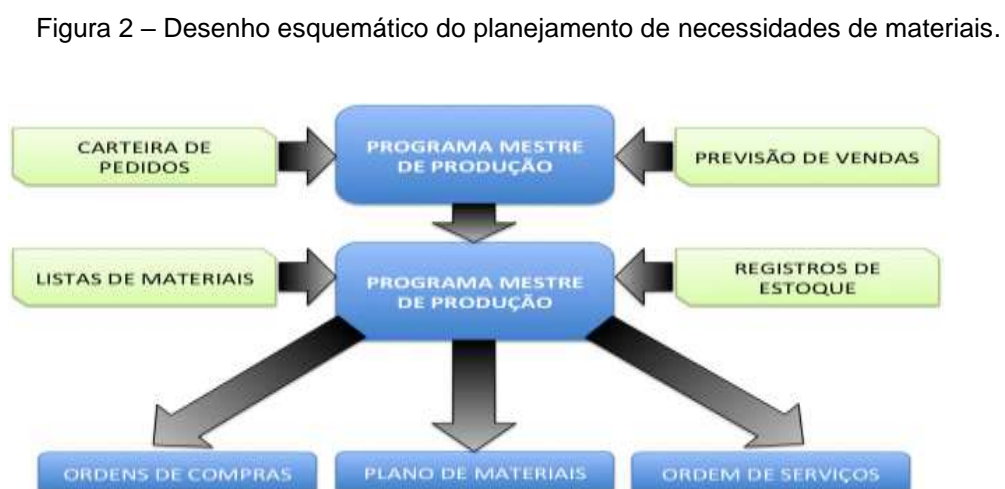 Figura 2 – Desenho esquemático do planejamento de necessidades de materiais.
CARTEIRA DE
PEDIDOS
PROGRAMA MESTRE
DE PRODUÇÃO
PREVISÃO DE VENDAS
LISTAS DE MATERIAIS
PROGRAMA MESTRE
DE PRODUÇÃO
REGISTROS DE
ESTOQUE
ORDENS DE COMPRAS
PLANO DE MATERIAIS
ORDEM DE SERVIÇOS